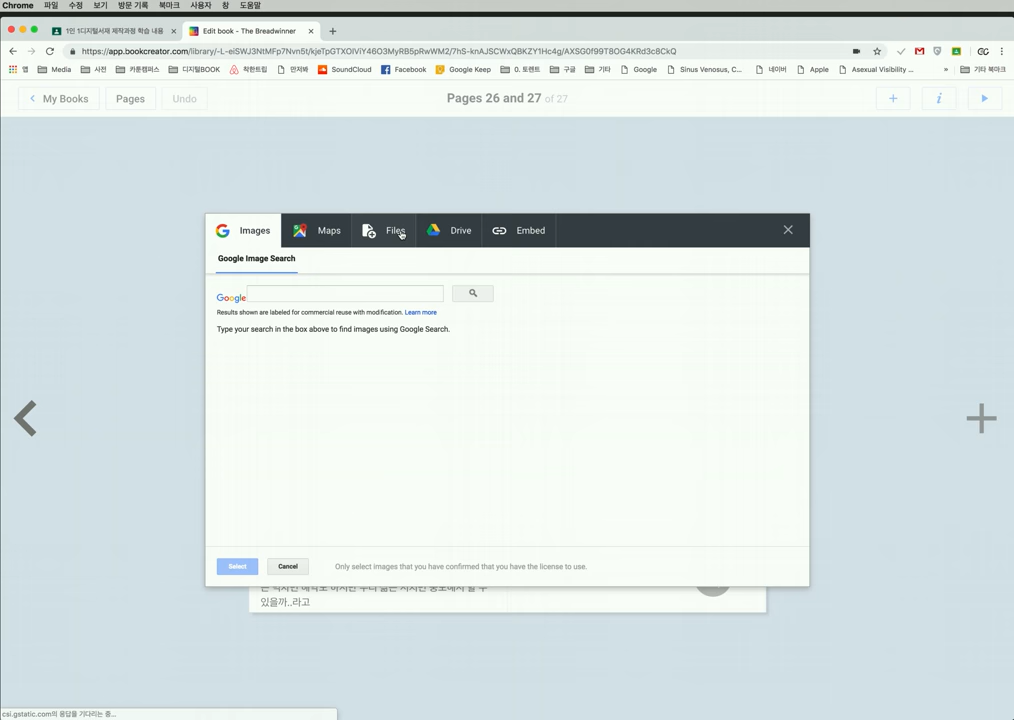 Chrome 파일 수정 보기 방문 기록 북마크 사용자 창 도움말
1인 1디지털서재 제작과정 학습 내용
Edit book - The Breadwinner
https://app.bookcreator.com/library/-L-eiSWJ3NtMFp7Nvn5t/kjeTpGTXOlViY46O3MyRB5pRwWM2/7hS-knAJSCWxQBKZY1Hc4g/AXSG0f99T8OG4KRd3c8CkQ
앱 Media 사전 카툰캠퍼스 디지털BOOK 착한트립 만저봐 SoundCloud Facebook Google Keep 0. 토렌트 구글 기타 Google Sinus Venosus, C... 네이버 Apple Asexual Visibility ... » 기타 북마크
My Books Pages Undo Pages 26 and 27 of 27
Images Maps Files Drive Embed
Google Image Search
Google
Results shown are labeled for commercial reuse with modification. Learn more
Type your search in the box above to find images using Google Search.
Select Cancel Only select images that you have confirmed that you have the license to use.
있을까..라고
csi.gstatic.com의 응답을 기다리는 중...